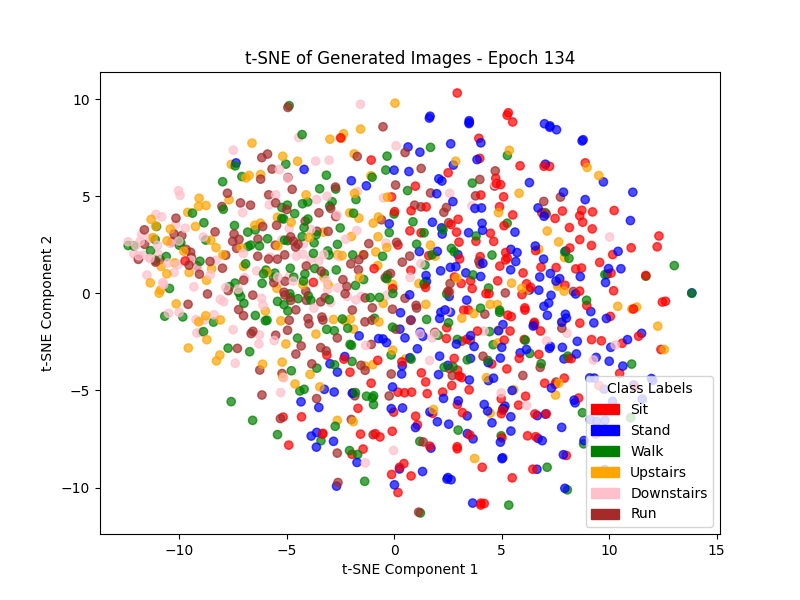 t-SNE of Generated Images - Epoch 134
10
5
0
−5
−10
t-SNE Component 2
Class Labels
Sit
Stand
Walk
Upstairs
Downstairs
Run
−10
−5
0
5
10
15
t-SNE Component 1